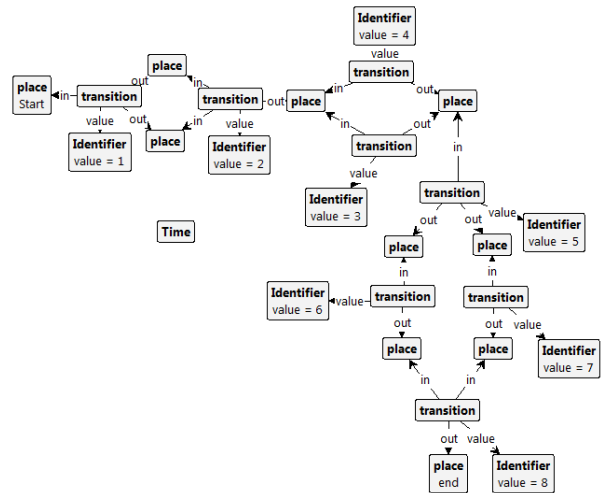 Identifier
value = 4
value
transition
in
out
place
Start
in
transition
out
place
in
transition
out
place
place
value
out
place
in
value
in
out
Identifier
value = 1
Identifier
value = 2
transition
in
value
Identifier
value = 3
transition
value
Identifier
value = 5
Time
out
out
place
place
in
in
Identifier
value = 6
value
transition
transition
out
out
value
place
place
Identifier
value = 7
in
in
transition
out
value
place
end
Identifier
value = 8